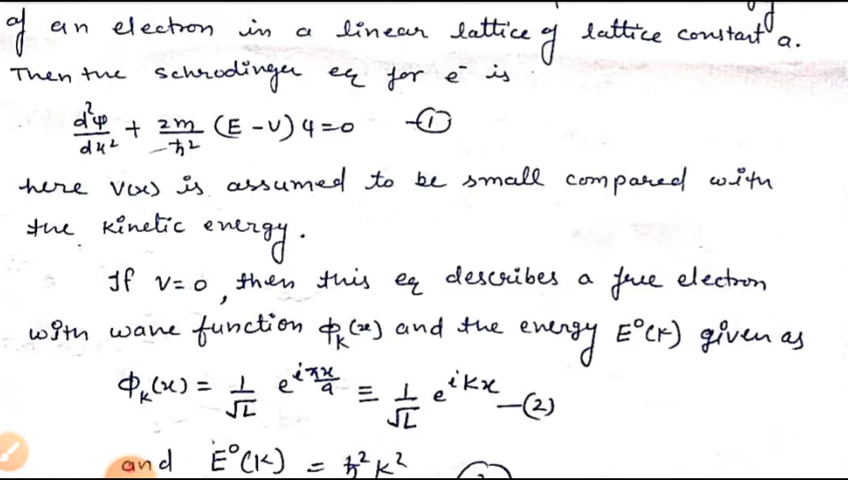 of an electron in a linear lattice of lattice constant a.
Then the schrodinger eq for e⁻ is
d²ψ/dx² + 2m/ħ² (E - V) ψ = 0 —①
here V(x) is assumed to be small compared with
the kinetic energy.
If V=0, then this eq describes a free electron
with wave function ϕₖ(x) and the energy E⁰(K) given as
ϕₖ(x) = 1/√L e^{iπx/a} ≡ 1/√L e^{iKx} —(2)
and E⁰(K) = ħ²K²